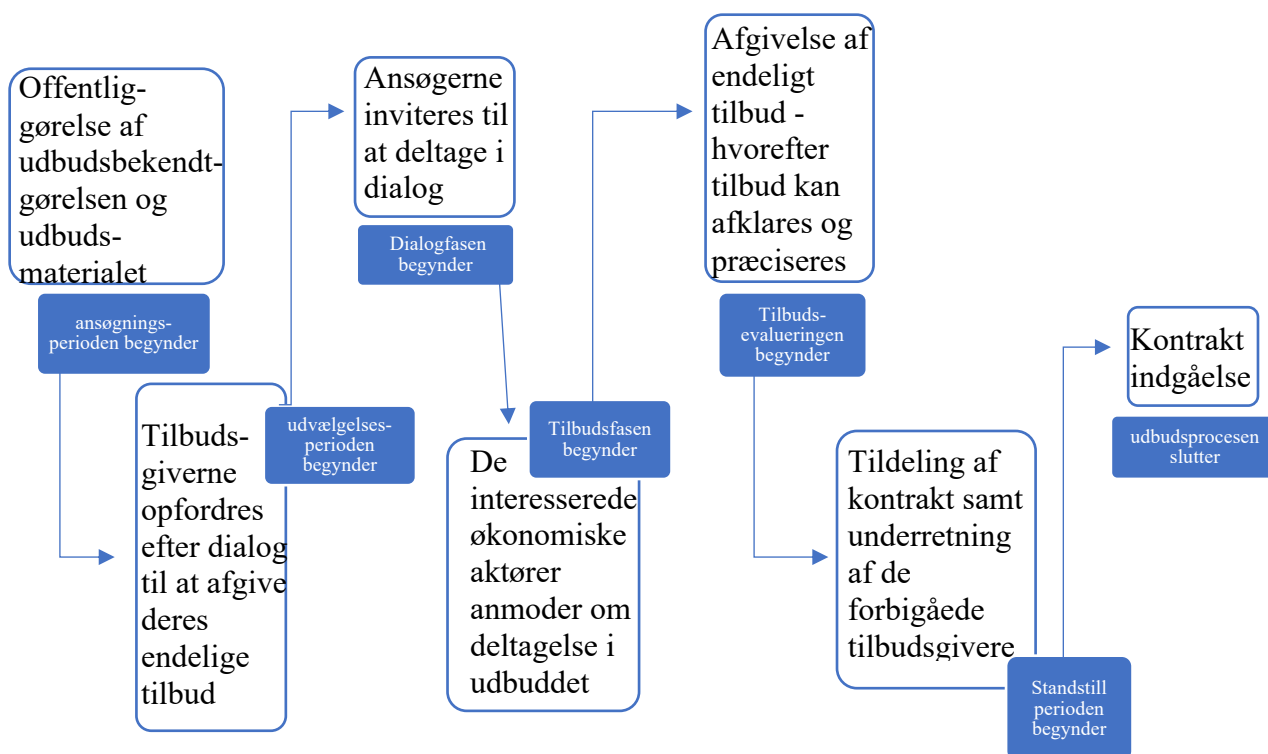 Offentlig-
gørelse af
udbudsbekendt-
gørelsen og
udbuds-
materialet
ansøgnings-
perioden begynder
Tilbuds-
giverne
opfordres
efter dialog
til at afgive
deres
endelige
tilbud
udvælgelses-
perioden
begynder
Ansøgerne
inviteres til
at deltage i
dialog
Dialogfasen
begynder
De
interesserede
økonomiske
aktører
anmoder om
deltagelse i
udbuddet
Tilbudsfasen
begynder
Afgivelse af
endeligt
tilbud -
hvorefter
tilbud kan
afklares og
præciseres
Tilbuds-
evalueringen
begynder
Tildeling af
kontrakt samt
underretning
af de
forbigåede
tilbudsgivere
Standstill
perioden
begynder
Kontrakt
indgåelse
udbudsprocesen
slutter